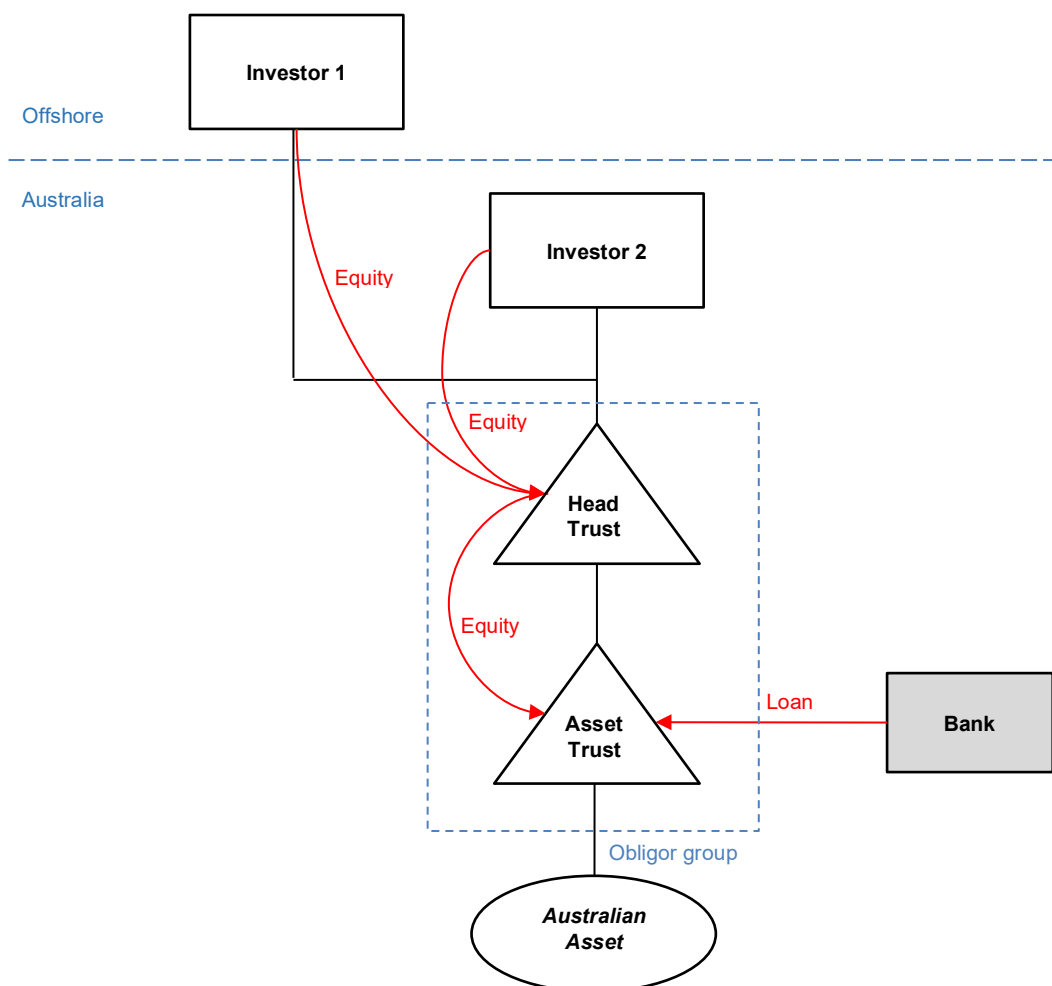 Investor 1
Offshore
Australia
Investor 2
Equity
Equity
Head
Trust
Equity
Loan
Asset
Trust
Bank
Obligor group
Australian
Asset